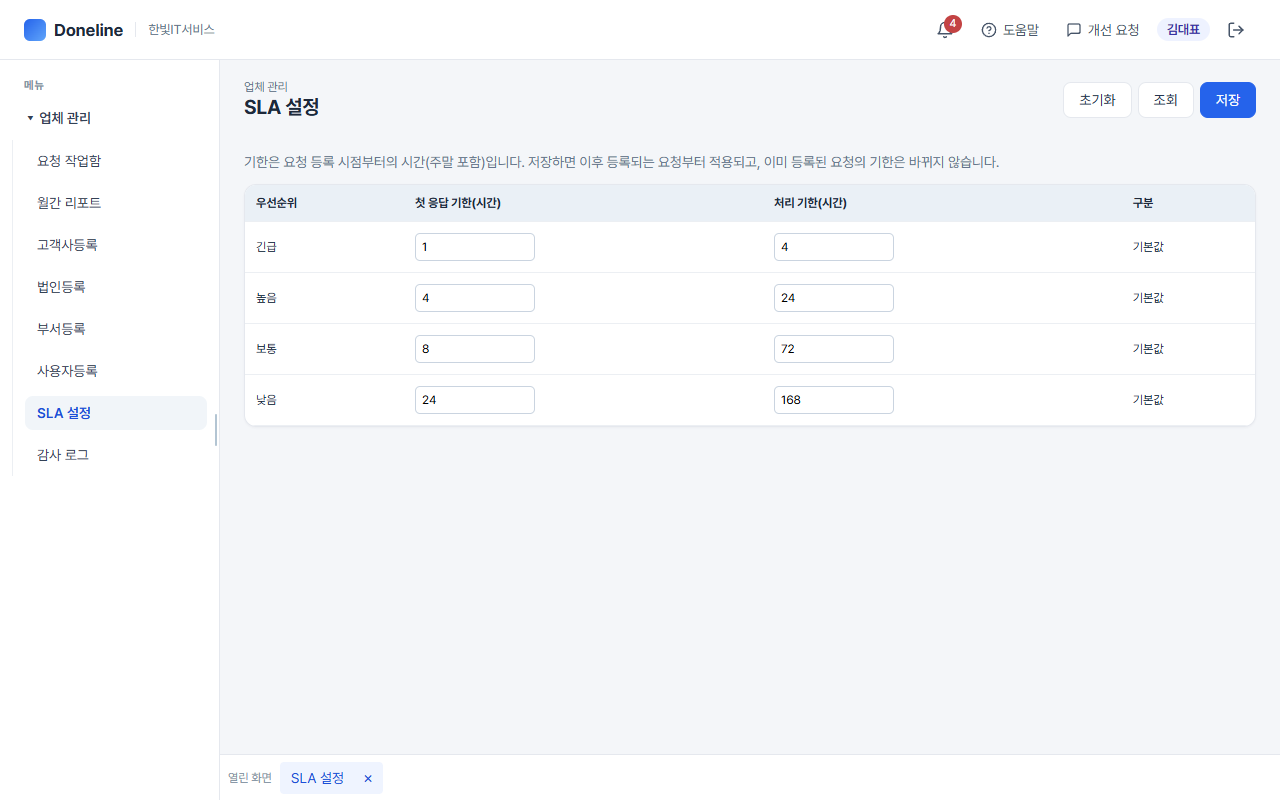 Doneline 한빛IT서비스 4 도움말 개선 요청 김대표
메뉴
업체 관리
요청 작업함
월간 리포트
고객사등록
법인등록
부서등록
사용자등록
SLA 설정
감사 로그
업체 관리
SLA 설정
초기화 조회 저장
기한은 요청 등록 시점부터의 시간(주말 포함)입니다. 저장하면 이후 등록되는 요청부터 적용되고, 이미 등록된 요청의 기한은 바뀌지 않습니다.
우선순위 첫 응답 기한(시간) 처리 기한(시간) 구분
긴급 1 4 기본값
높음 4 24 기본값
보통 8 72 기본값
낮음 24 168 기본값
열린 화면 SLA 설정 ×